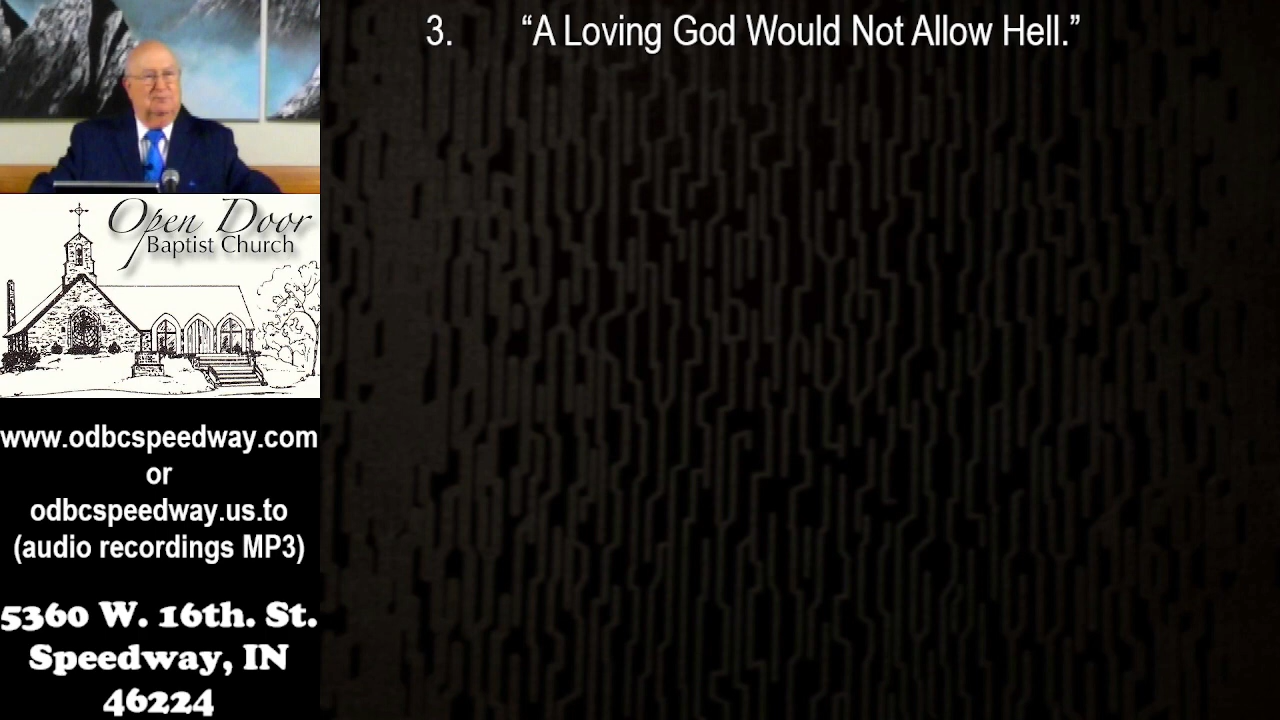 3. “A Loving God Would Not Allow Hell.”
Open Door
Baptist Church
www.odbcspeedway.com
or
odbcspeedway.us.to
(audio recordings MP3)
5360 W. 16th. St.
Speedway, IN
46224